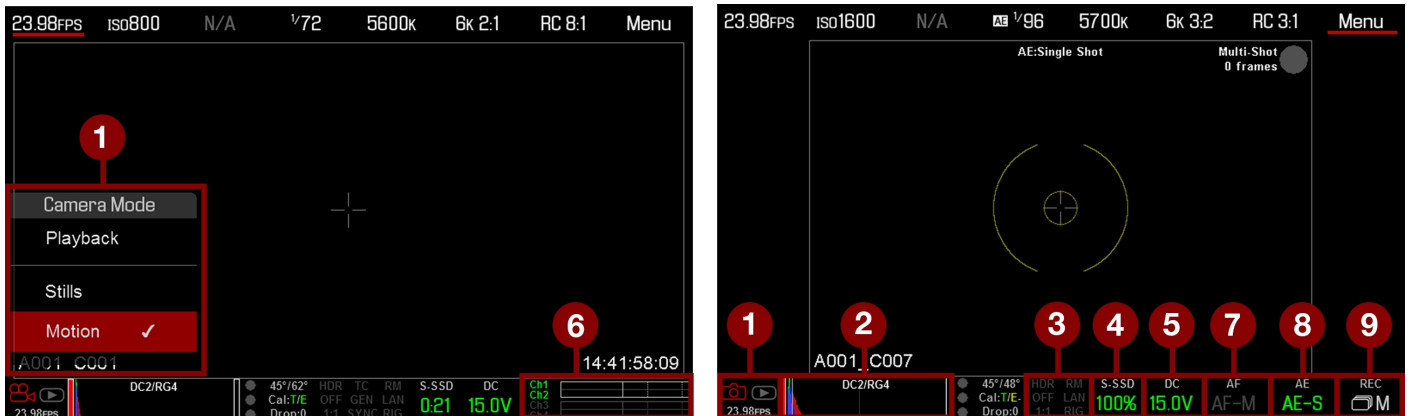 23.98FPS ISO800 N/A 1/72 5600K 6K 2:1 RC 8:1 Menu
1
Camera Mode
Playback
Stills
Motion ✓
6
A001_C001 14:41:58:09
DC2/RG4 45°/62° HDR TC RM S-SSD DC Ch1
Cal:T/E OFF GEN LAN 0:21 15.0V Ch2
Ch3
23.98FPS Drop:0 1:1 SYNC RIG Ch4
23.98FPS ISO1600 N/A AE 1/96 5700K 6K 3:2 RC 3:1 Menu
AE:Single Shot Multi-Shot
0 frames
1 2 3 4 5 7 8 9
A001_C007
DC2/RG4 45°/48° HDR RM S-SSD DC AF AE REC
Cal:T/E- OFF LAN 100% 15.0V AF-M AE-S M
23.98FPS Drop:0 1:1 RIG